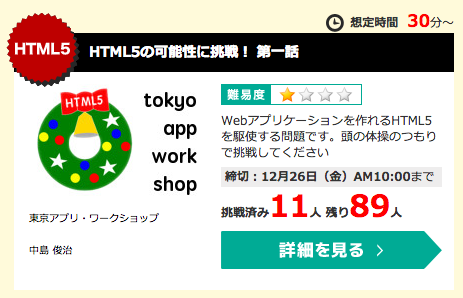 想定時間 30分～
HTML5
HTML5の可能性に挑戦！ 第一話
HTML5
tokyo
app
work
shop
東京アプリ・ワークショップ
中島 俊治
難易度
Webアプリケーションを作れるHTML5
を駆使する問題です。頭の体操のつもり
で挑戦してください
締切：12月26日（金）AM10:00まで
挑戦済み11人 残り89人
詳細を見る